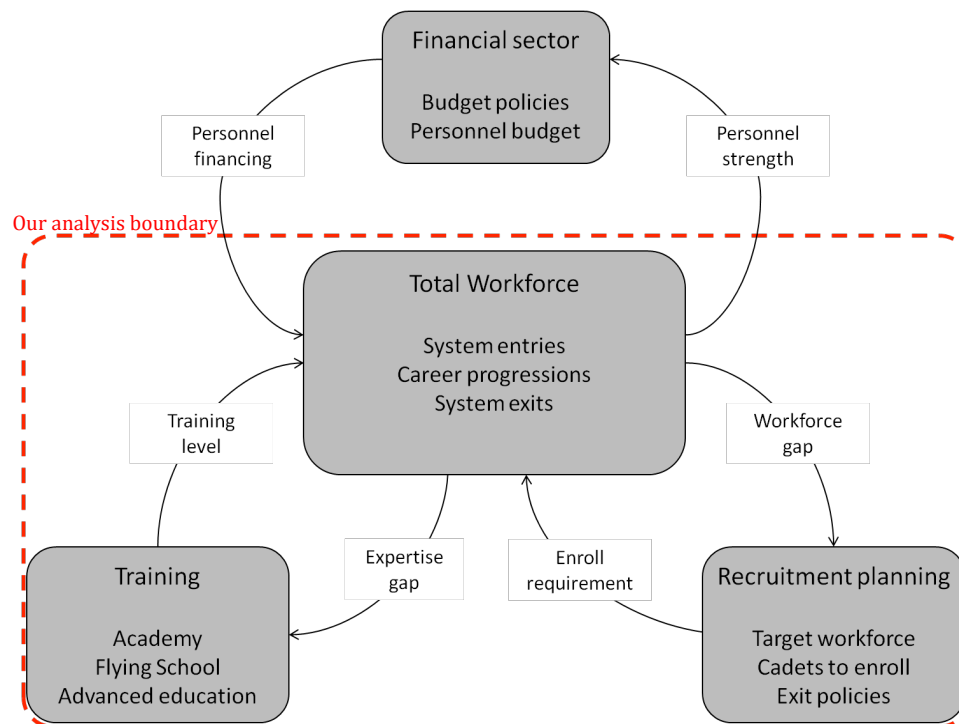 Financial sector
Budget policies
Personnel budget
Personnel
financing
Personnel
strength
Our analysis boundary
Total Workforce
System entries
Career progressions
System exits
Training
level
Workforce
gap
Expertise
gap
Enroll
requirement
Training
Academy
Flying School
Advanced education
Recruitment planning
Target workforce
Cadets to enroll
Exit policies